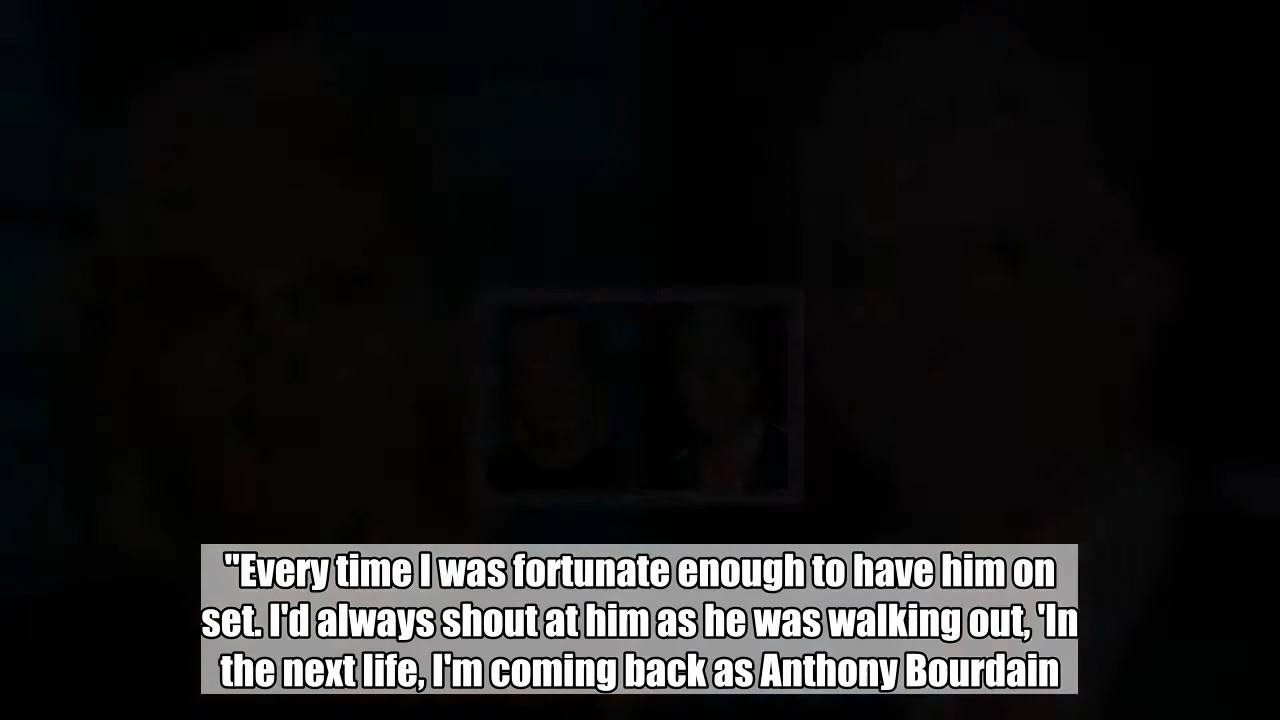 "Every time I was fortunate enough to have him on
set. I'd always shout at him as he was walking out, 'In
the next life, I'm coming back as Anthony Bourdain